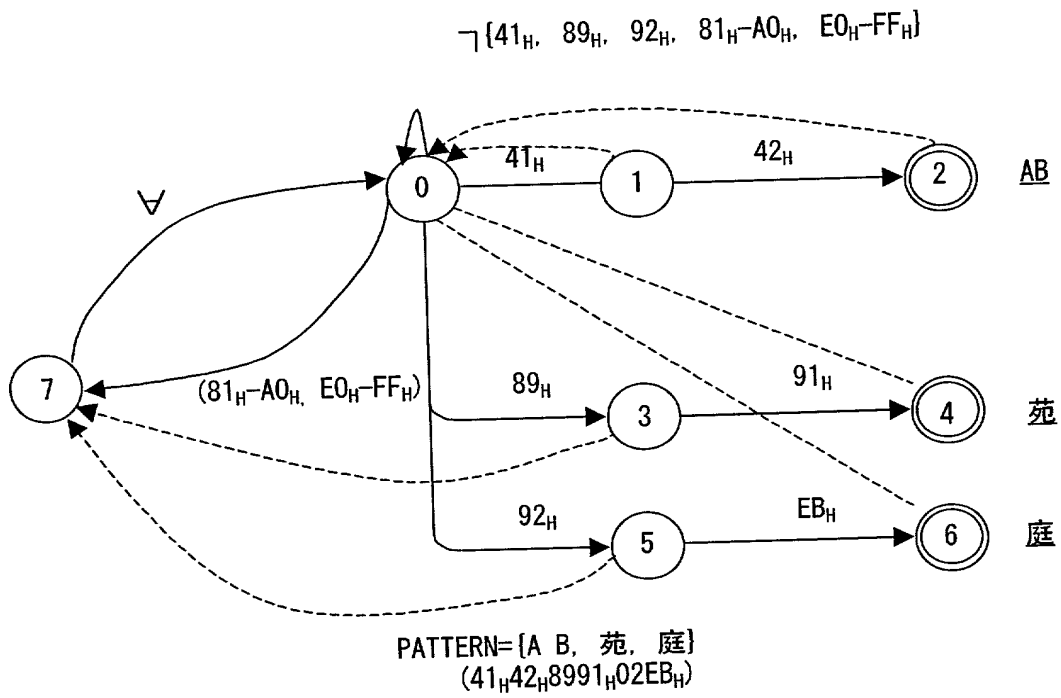 ¬{41H, 89H, 92H, 81H-A0H, E0H-FFH}
∀
0
41H
1
42H
2
AB
7
(81H-A0H, E0H-FFH)
89H
3
91H
4
苑
92H
5
EBH
6
庭
PATTERN={A B, 苑, 庭}
(41H42H8991H02EBH)